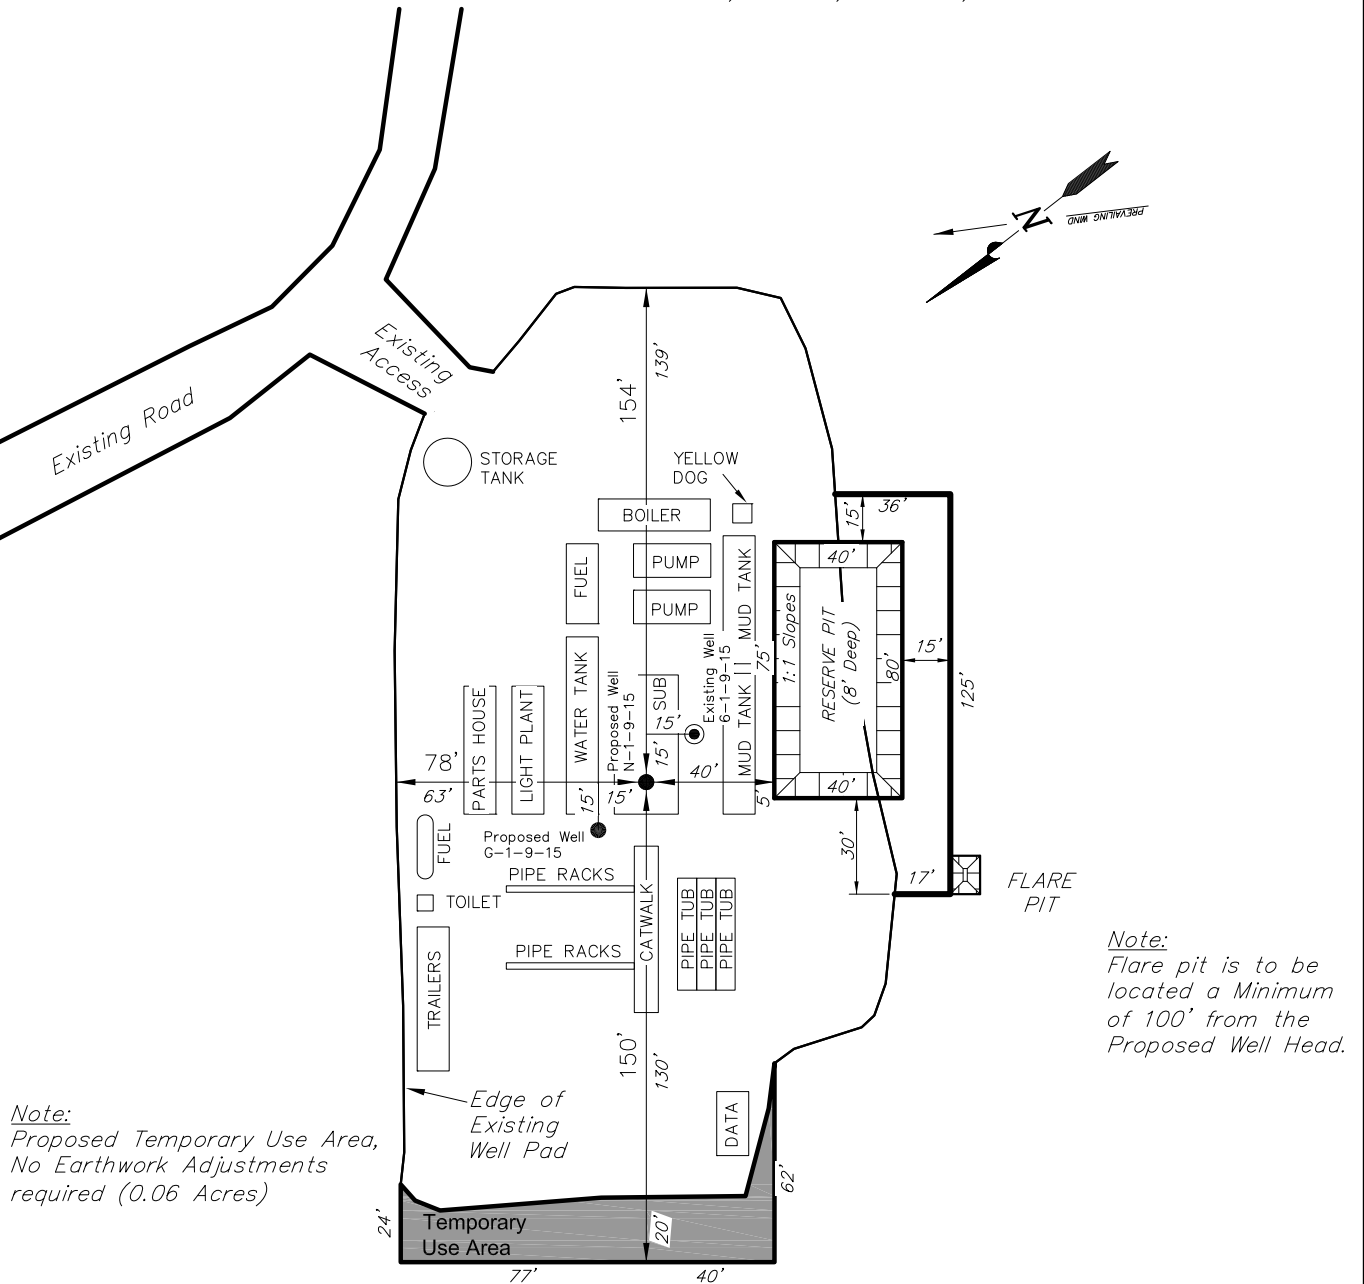 Existing
Access
Existing Road
139'
154'
N
PREVAILING WIND
STORAGE
TANK
YELLOW
DOG
BOILER
36'
15'
PUMP
FUEL
MUD TANK
40'
PUMP
1:1 Slopes
RESERVE PIT
(8' Deep)
80'
15'
125'
75'
Existing Well
6-1-9-15
WATER TANK
Proposed Well
N-1-9-15
SUB
15'
15'
PARTS HOUSE
LIGHT PLANT
MUD TANK
78'
63'
15'
15'
40'
5'
40'
Proposed Well
G-1-9-15
FUEL
30'
PIPE RACKS
17'
FLARE
PIT
TOILET
CATWALK
PIPE TUB
PIPE TUB
PIPE TUB
PIPE RACKS
TRAILERS
Note:
Flare pit is to be
located a Minimum
of 100' from the
Proposed Well Head.
150'
130'
Edge of
Existing
Well Pad
DATA
Note:
Proposed Temporary Use Area,
No Earthwork Adjustments
required (0.06 Acres)
62'
24'
Temporary
Use Area
20'
77'
40'